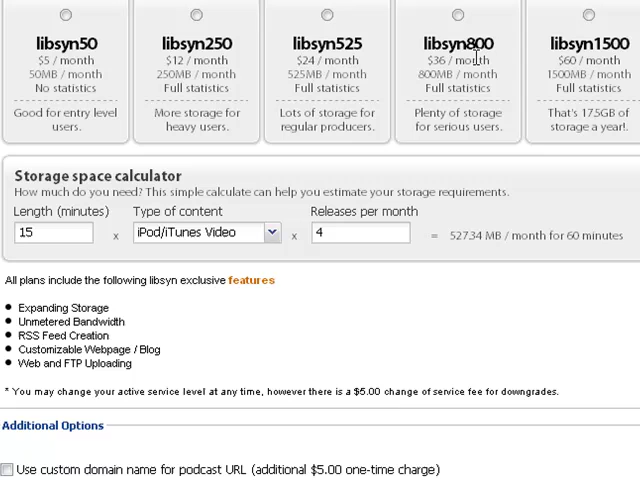 libsyn50
$5 / month
50MB / month
No statistics
Good for entry level
users.
libsyn250
$12 / month
250MB / month
Full statistics
More storage for
heavy users.
libsyn525
$24 / month
525MB / month
Full statistics
Lots of storage for
regular producers.
libsyn800
$36 / month
800MB / month
Full statistics
Plenty of storage
for serious users.
libsyn1500
$60 / month
1500MB / month
Full statistics
That's 17.5GB of
storage a year!.
Storage space calculator
How much do you need? This simple calculate can help you estimate your storage requirements.
Length (minutes) Type of content Releases per month
15 x iPod/iTunes Video x 4 = 527.34 MB / month for 60 minutes
All plans include the following libsyn exclusive features
Expanding Storage
Unmetered Bandwidth
RSS Feed Creation
Customizable Webpage / Blog
Web and FTP Uploading
* You may change your active service level at any time, however there is a $5.00 change of service fee for downgrades.
Additional Options
Use custom domain name for podcast URL (additional $5.00 one-time charge)